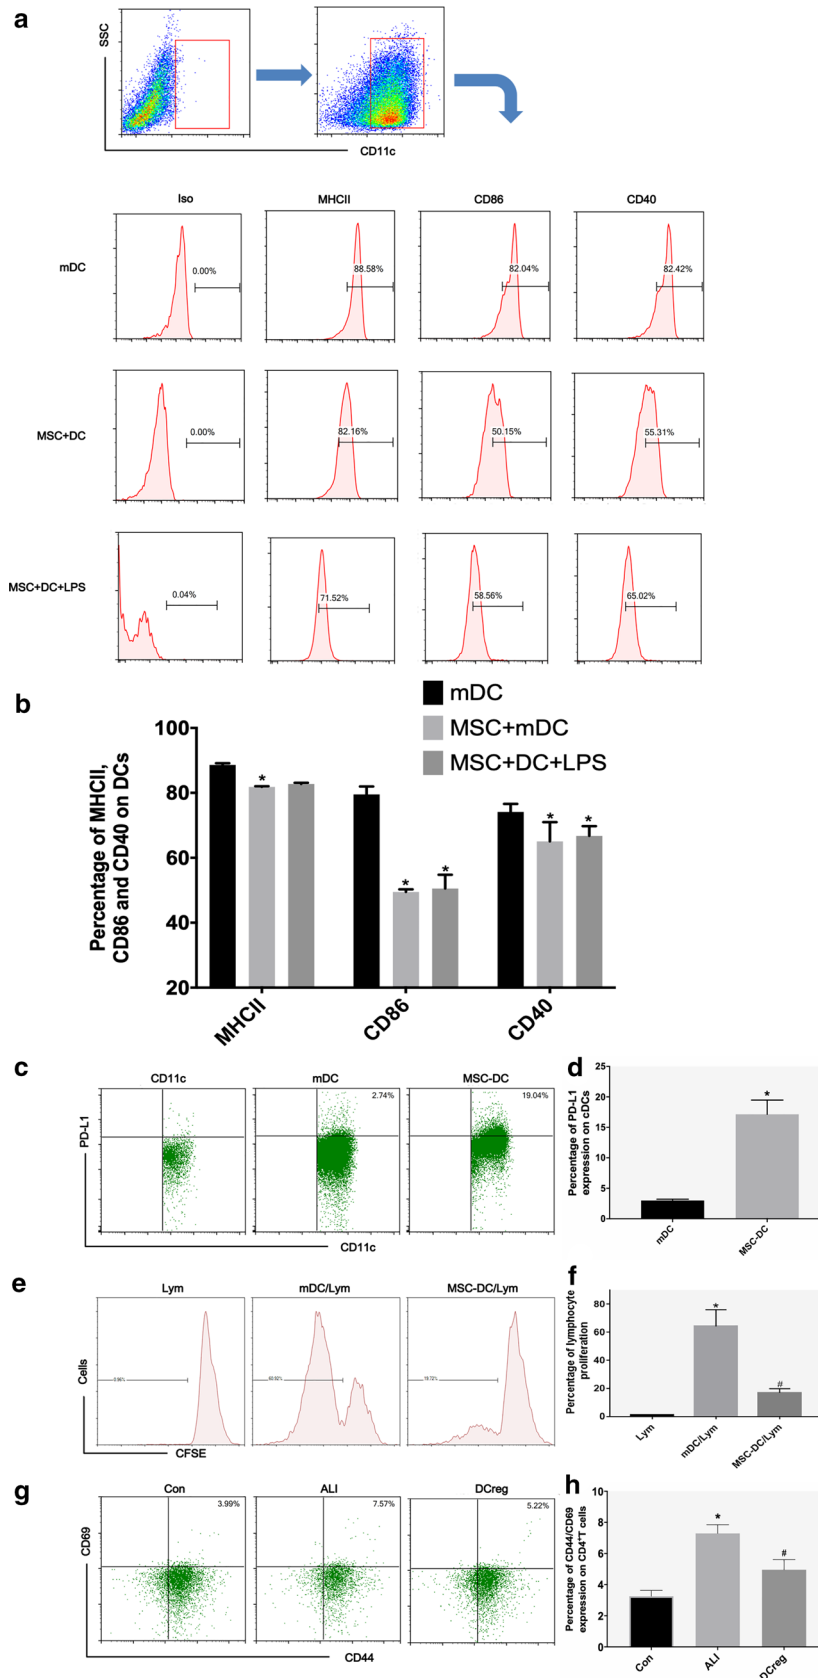 a
SSC
CD11c
Iso MHCII CD86 CD40
mDC
0.00% 88.58% 82.04% 82.42%
MSC+DC
0.00% 82.16% 50.15% 55.31%
MSC+DC+LPS
0.04% 71.52% 58.56% 65.02%
b
mDC
MSC+mDC
MSC+DC+LPS
Percentage of MHCII,
CD86 and CD40 on DCs
100
80
60
40
20
* * * * *
MHCII CD86 CD40
c
CD11c mDC MSC-DC
2.74% 19.04%
PD-L1
CD11c
d
Percentage of PD-L1
expression on cDCs
25
20
15
10
5
0
*
mDC MSC-DC
e
Lym mDC/Lym MSC-DC/Lym
Cells
0.96% 19.72%
CFSE
f
Percentage of lymphocyte
proliferation
80
60
40
20
0
* #
Lym mDC/Lym MSC-DC/Lym
g
Con ALI DCreg
3.99% 7.57% 5.22%
CD69
CD44
h
Percentage of CD44/CD69
expression on CD4⁺T cells
10
8
6
4
2
0
* #
Con ALI DCreg